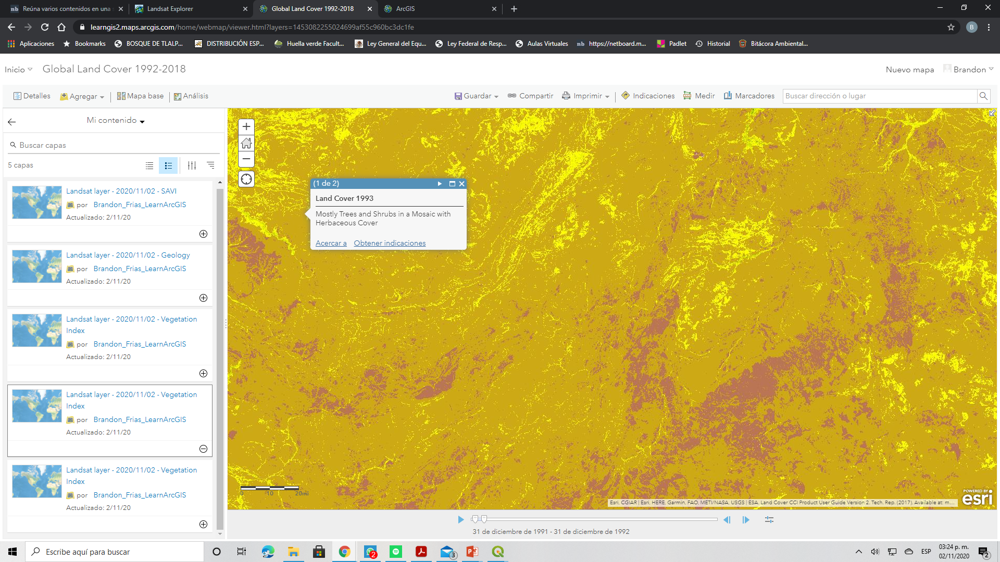 Reúna varios contenidos en una s
Landsat Explorer
Global Land Cover 1992-2018
ArcGIS
learngis2.maps.arcgis.com/home/webmap/viewer.html?layers=1453082255024699af55c960bc3dc1fe
B
Aplicaciones
Bookmarks
BOSQUE DE TLALP...
DISTRIBUCIÓN ESP...
Huella verde Facult...
Ley General del Equ...
Ley Federal de Resp...
Aulas Virtuales
nb https://netboard.m...
Padlet
Historial
Bitácora Ambiental...
Inicio
Global Land Cover 1992-2018
Nuevo mapa
Brandon
Detalles
Agregar
Mapa base
Análisis
Guardar
Compartir
Imprimir
Indicaciones
Medir
Marcadores
Buscar dirección o lugar
Mi contenido
Buscar capas
5 capas
Landsat layer - 2020/11/02 - SAVI
por Brandon_Frias_LearnArcGIS
Actualizado: 2/11/20
Landsat layer - 2020/11/02 - Geology
por Brandon_Frias_LearnArcGIS
Actualizado: 2/11/20
Landsat layer - 2020/11/02 - Vegetation
Index
por Brandon_Frias_LearnArcGIS
Actualizado: 2/11/20
Landsat layer - 2020/11/02 - Vegetation
Index
por Brandon_Frias_LearnArcGIS
Actualizado: 2/11/20
Landsat layer - 2020/11/02 - Vegetation
Index
por Brandon_Frias_LearnArcGIS
Actualizado: 2/11/20
(1 de 2)
Land Cover 1993
Mostly Trees and Shrubs in a Mosaic with
Herbaceous Cover
Acercar a
Obtener indicaciones
0 10 20mi
Esri, CGIAR | Esri, HERE, Garmin, FAO, METI/NASA, USGS | ESA. Land Cover CCI Product User Guide Version 2. Tech. Rep. (2017). Available at: m...
POWERED BY
esri
31 de diciembre de 1991 - 31 de diciembre de 1992
Escribe aquí para buscar
2
3
ESP
03:24 p. m.
02/11/2020
2